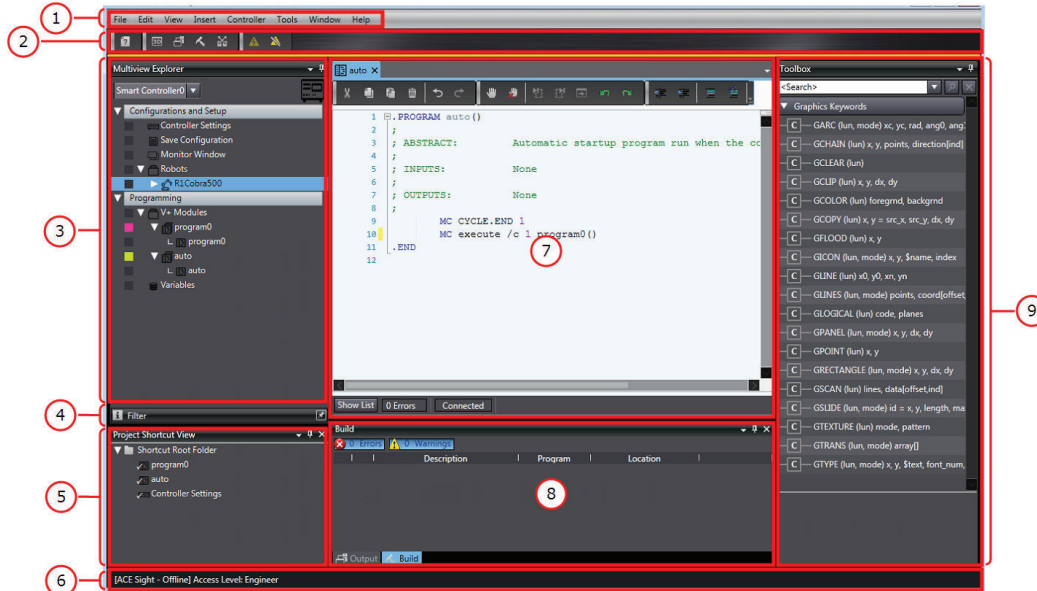 1
File Edit View Insert Controller Tools Window Help
2
Multiview Explorer
Smart Controller0
Configurations and Setup
Controller Settings
Save Configuration
Monitor Window
Robots
R1Cobra500
Programming
V+ Modules
program0
program0
auto
auto
Variables
3
4
Filter
Project Shortcut View
Shortcut Root Folder
program0
auto
Controller Settings
5
6
[ACE Sight - Offline] Access Level: Engineer
auto
1 .PROGRAM auto()
2 ;
3 ; ABSTRACT: Automatic startup program run when the co
4 ;
5 ; INPUTS: None
6 ;
7 ; OUTPUTS: None
8 ;
9 MC CYCLE.END 1
10 MC execute /c 1 program0()
11 .END
12
7
Show List 0 Errors Connected
Build
0 Errors 0 Warnings
Description Program Location
8
Output Build
Toolbox
<Search>
Graphics Keywords
C GARC (lun, mode) xc, yc, rad, ang0, ang
C GCHAIN (lun) x, y, points, direction[ind]
C GCLEAR (lun)
C GCLIP (lun) x, y, dx, dy
C GCOLOR (lun) foregrnd, backgrnd
C GCOPY (lun) x, y = src_x, src_y, dx, dy
C GFLOOD (lun) x, y
C GICON (lun, mode) x, y, $name, index
C GLINE (lun) x0, y0, xn, yn
C GLINES (lun, mode) points, coord[offset,
C GLOGICAL (lun) code, planes
C GPANEL (lun, mode) x, y, dx, dy
C GPOINT (lun) x, y
C GRECTANGLE (lun, mode) x, y, dx, dy
C GSCAN (lun) lines, data[offset,ind]
C GSLIDE (lun, mode) id = x, y, length, ma
C GTEXTURE (lun) mode, pattern
C GTRANS (lun, mode) array[]
C GTYPE (lun, mode) x, y, $text, font_num,
9